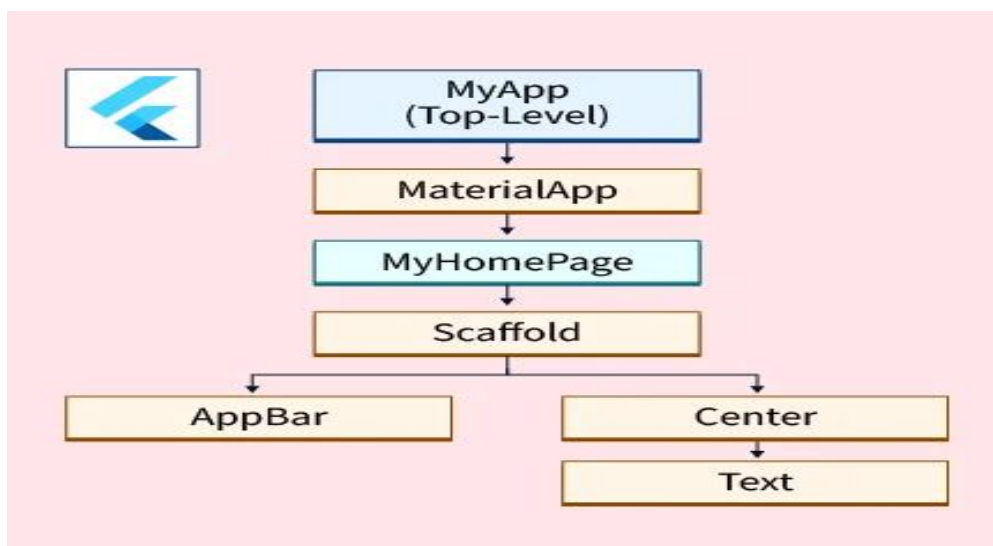 MyApp
(Top-Level)
MaterialApp
MyHomePage
Scaffold
AppBar
Center
Text